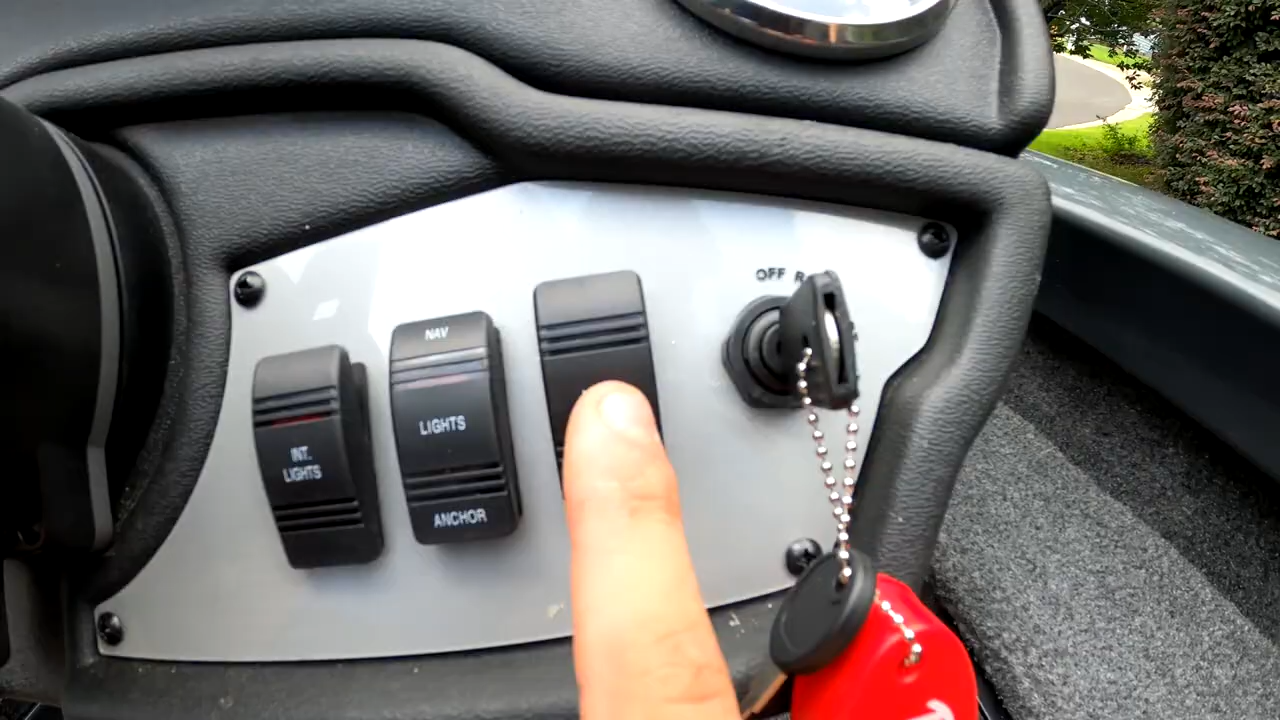 OFF R
NAV
LIGHTS
ANCHOR
INT.
LIGHTS